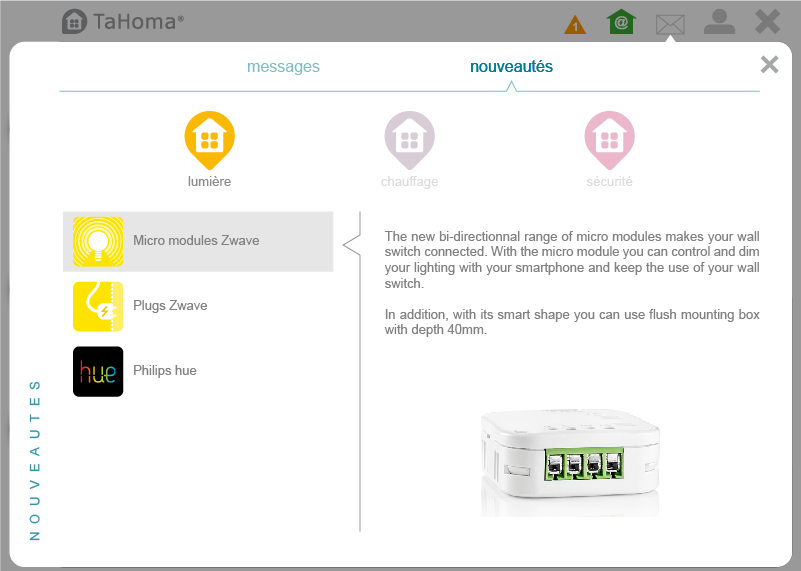 TaHoma®
1
@
messages
nouveautés
lumière
chauffage
sécurité
Micro modules Zwave
Plugs Zwave
hue
Philips hue
The new bi-directionnal range of micro modules makes your wall
switch connected. With the micro module you can control and dim
your lighting with your smartphone and keep the use of your wall
switch.
In addition, with its smart shape you can use flush mounting box
with depth 40mm.
NOUVEAUTES